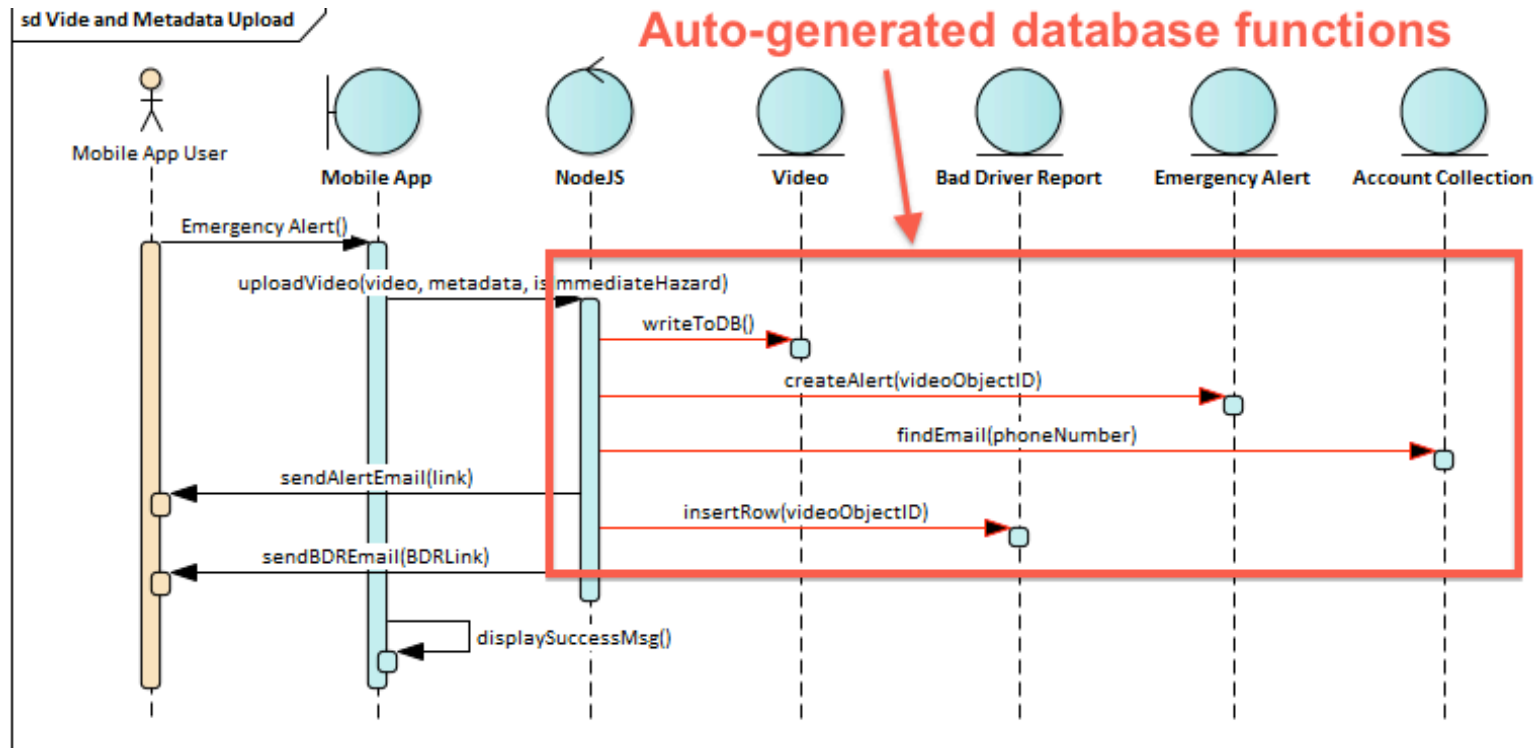 sd Vide and Metadata Upload
Auto-generated database functions
Mobile App User
Mobile App
NodeJS
Video
Bad Driver Report
Emergency Alert
Account Collection
Emergency Alert()
uploadVideo(video, metadata, isImmediateHazard)
writeToDB()
createAlert(videoObjectID)
findEmail(phoneNumber)
sendAlertEmail(link)
insertRow(videoObjectID)
sendBDREmail(BDRLink)
displaySuccessMsg()